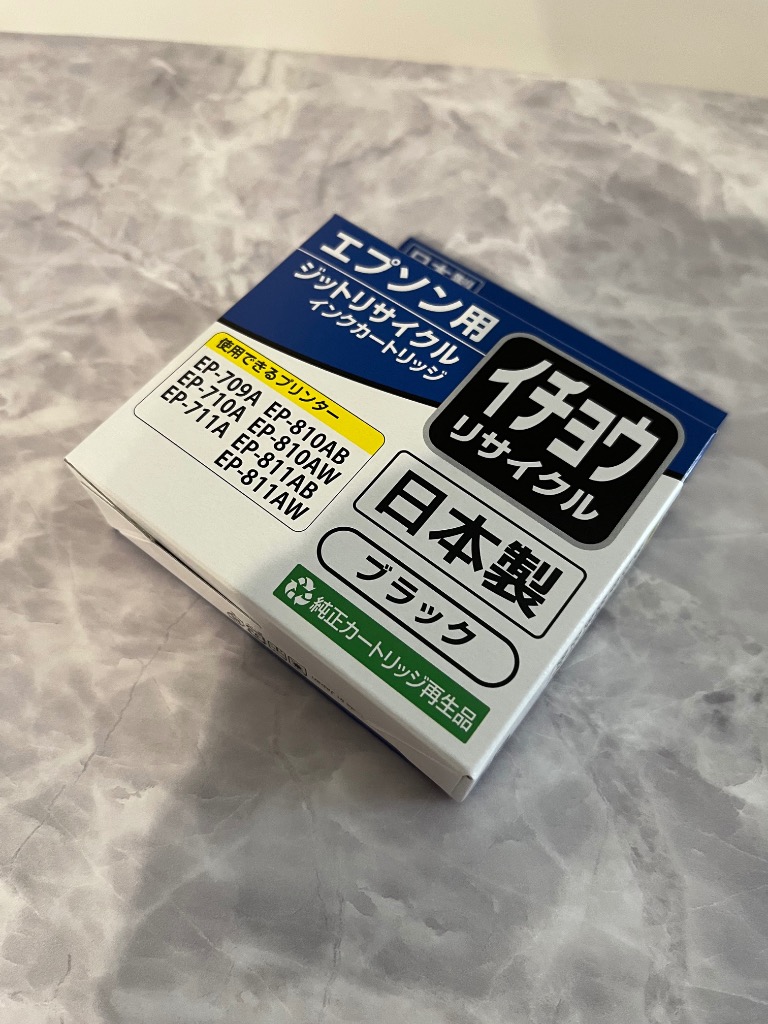 日本製
エプソン用
ジットリサイクル
インクカートリッジ
使用できるプリンター
EP-709A EP-810AB
EP-710A EP-810AW
EP-711A EP-811AB
EP-811AW
イチョウ
リサイクル
日本製
ブラック
純正カートリッジ再生品